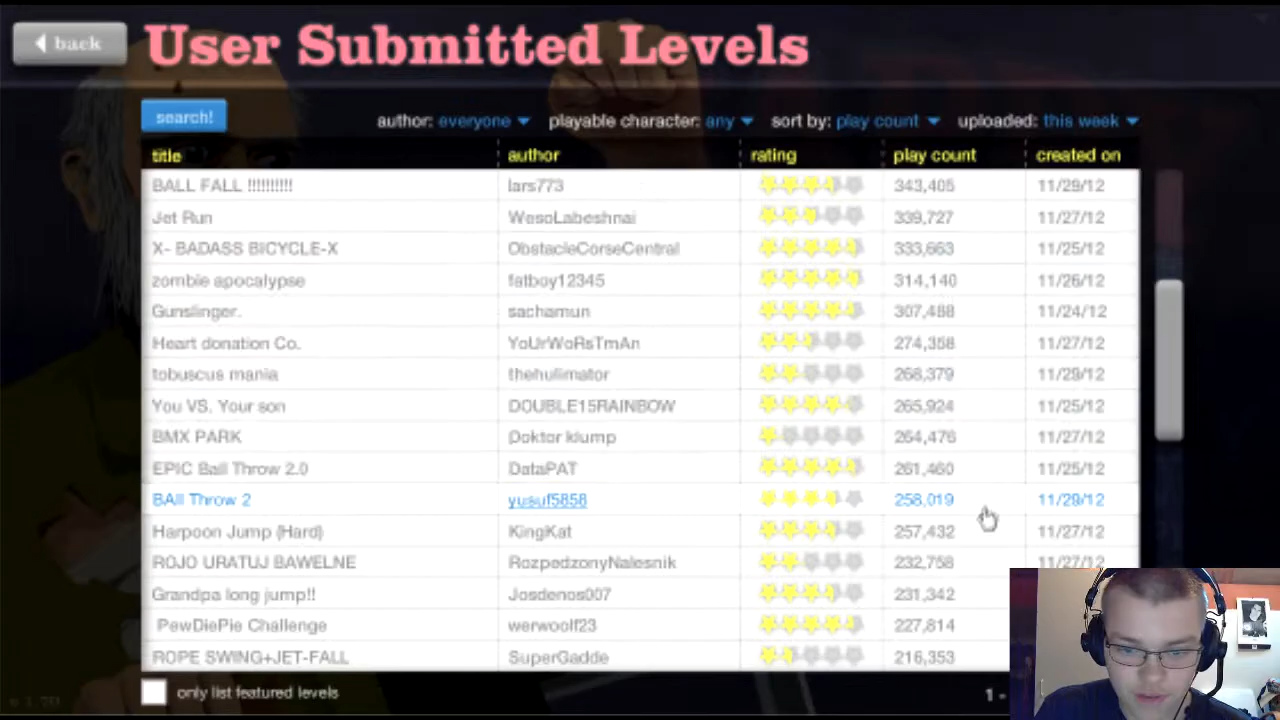 back
User Submitted Levels
search! author: everyone playable character: any sort by: play count uploaded: this week
title author rating play count created on
BALL FALL !!!!!!!!!! lars773 343,405 11/29/12
Jet Run WesoLabeshnai 339,727 11/27/12
X- BADASS BICYCLE-X ObstacleCorseCentral 333,663 11/25/12
zombie apocalypse fatboy12345 314,140 11/26/12
Gunslinger. sachamun 307,488 11/24/12
Heart donation Co. YoUrWoRsTmAn 274,358 11/27/12
tobuscus mania thehulimator 268,379 11/29/12
You VS. Your son DOUBLE15RAINBOW 265,924 11/25/12
BMX PARK Doktor klump 264,476 11/27/12
EPIC Ball Throw 2.0 DataPAT 261,460 11/25/12
BAll Throw 2 yusuf5858 258,019 11/29/12
Harpoon Jump (Hard) KingKat 257,432 11/27/12
ROJO URATUJ BAWELNE RozpedzonyNalesnik 232,758 11/27/12
Grandpa long jump!! Josdenos007 231,342
PewDiePie Challenge werwoolf23 227,814
ROPE SWING+JET-FALL SuperGadde 216,353
only list featured levels 1 -